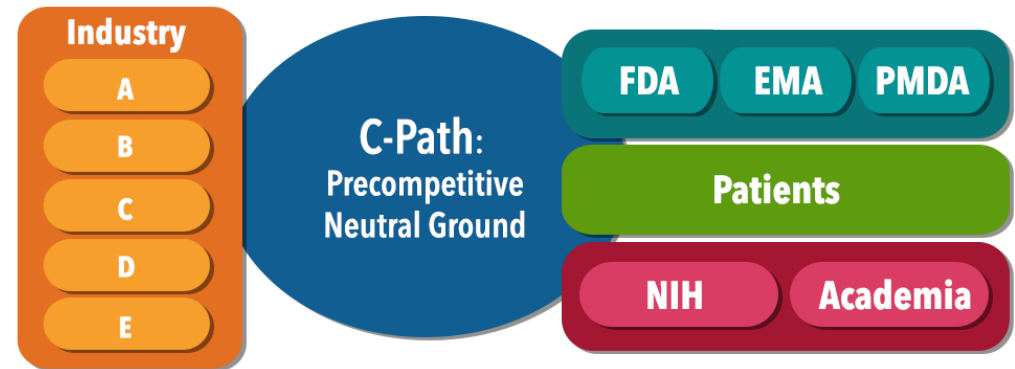 Industry
A
B
C
D
E
C-Path:
Precompetitive
Neutral Ground
FDA
EMA
PMDA
Patients
NIH
Academia